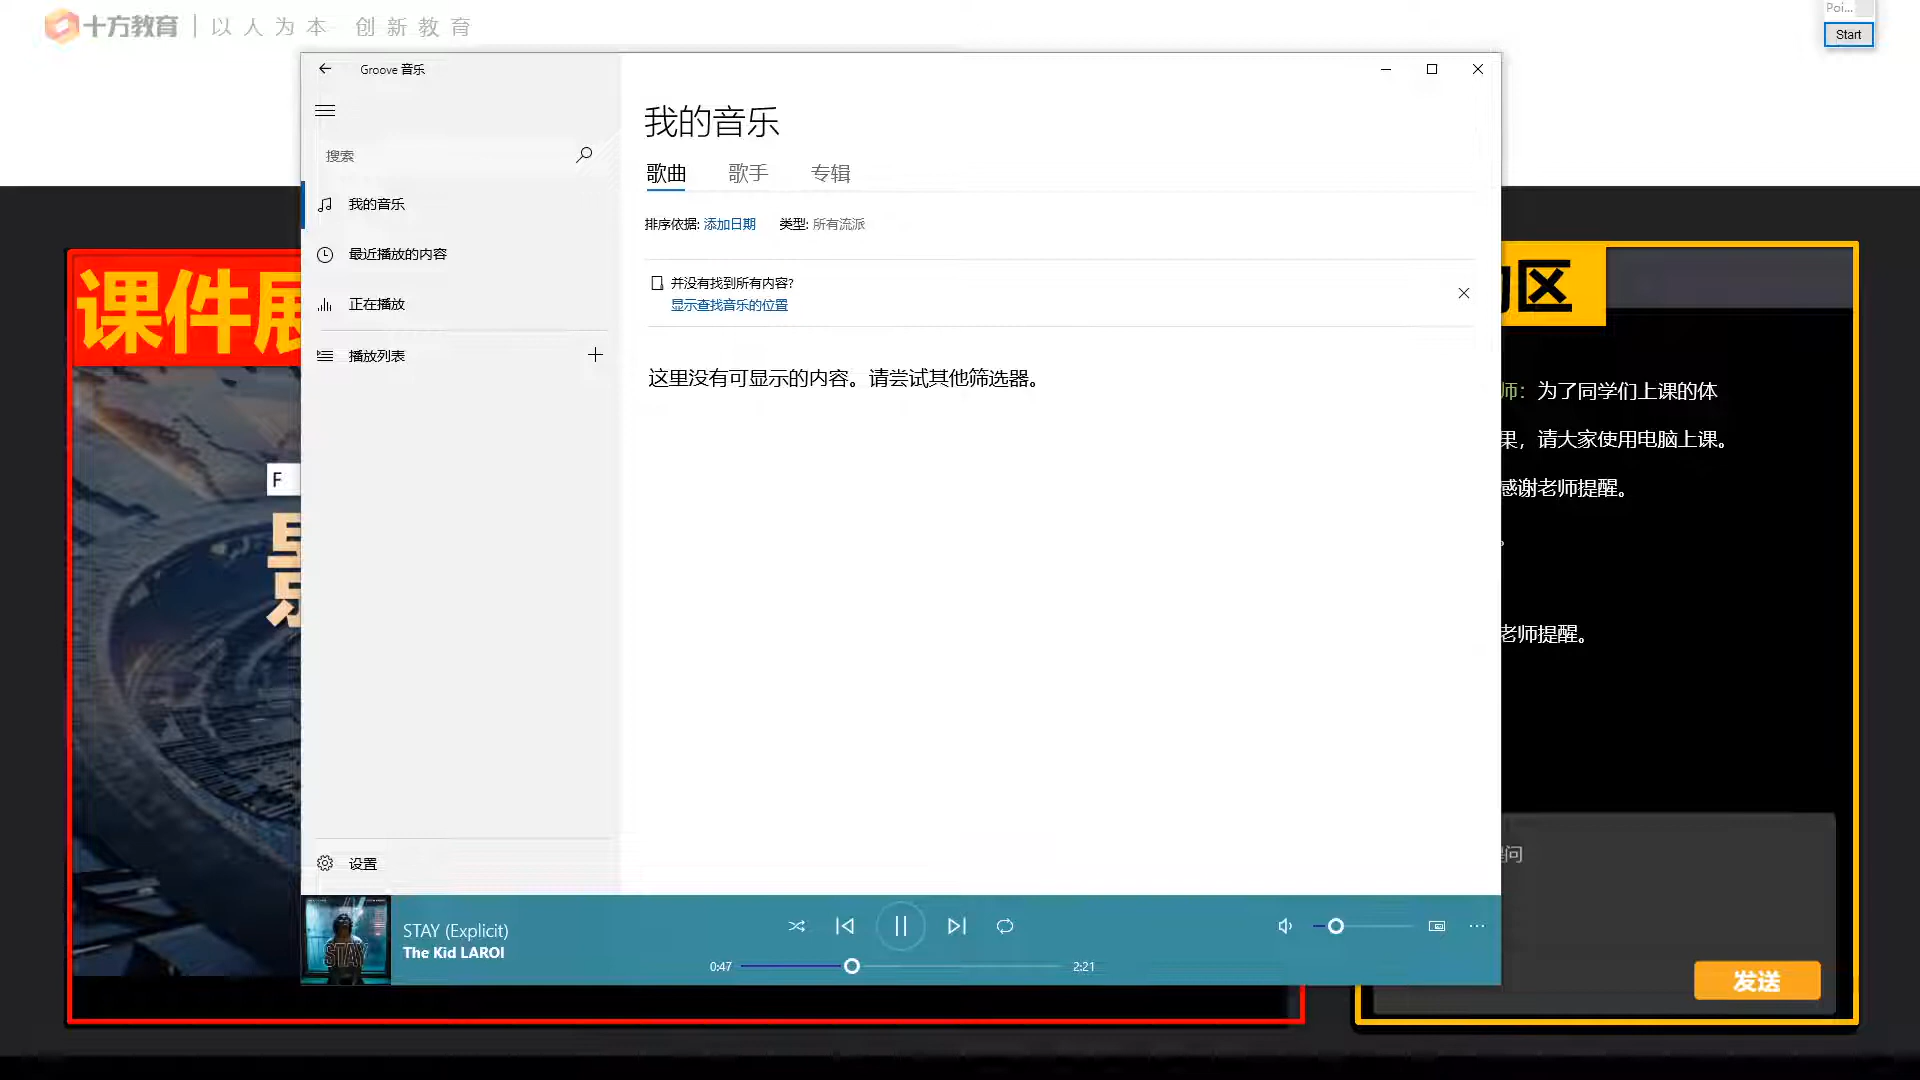 十方教育 | 以人为本 创新教育
Poi...
Start
Groove 音乐
搜索
我的音乐
最近播放的内容
正在播放
播放列表
设置
我的音乐
歌曲 歌手 专辑
排序依据: 添加日期 类型: 所有流派
并没有找到所有内容?
显示查找音乐的位置
这里没有可显示的内容。请尝试其他筛选器。
课件展
F
区
师：为了同学们上课的体
果，请大家使用电脑上课。
感谢老师提醒。
老师提醒。
问
发送
STAY
STAY (Explicit)
The Kid LAROI
0:47
2:21